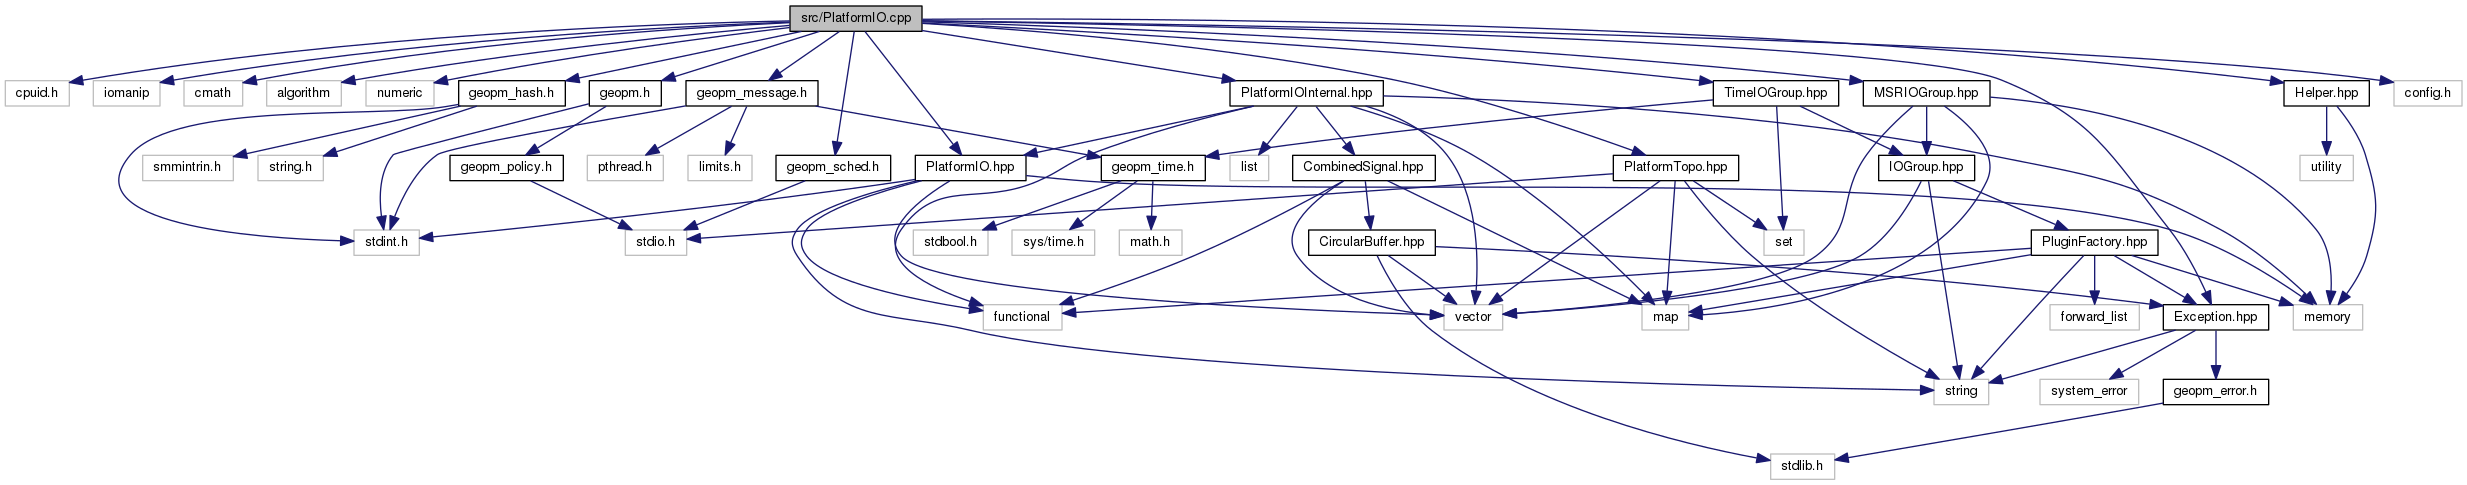 src/PlatformIO.cpp
cpuid.h
iomanip
cmath
algorithm
numeric
geopm_hash.h
geopm.h
geopm_message.h
PlatformIOInternal.hpp
TimeIOGroup.hpp
MSRIOGroup.hpp
Helper.hpp
config.h
smmintrin.h
string.h
geopm_policy.h
pthread.h
limits.h
geopm_sched.h
PlatformIO.hpp
geopm_time.h
list
CombinedSignal.hpp
PlatformTopo.hpp
IOGroup.hpp
utility
stdint.h
stdio.h
stdbool.h
sys/time.h
math.h
CircularBuffer.hpp
set
PluginFactory.hpp
functional
vector
map
forward_list
Exception.hpp
memory
string
system_error
geopm_error.h
stdlib.h